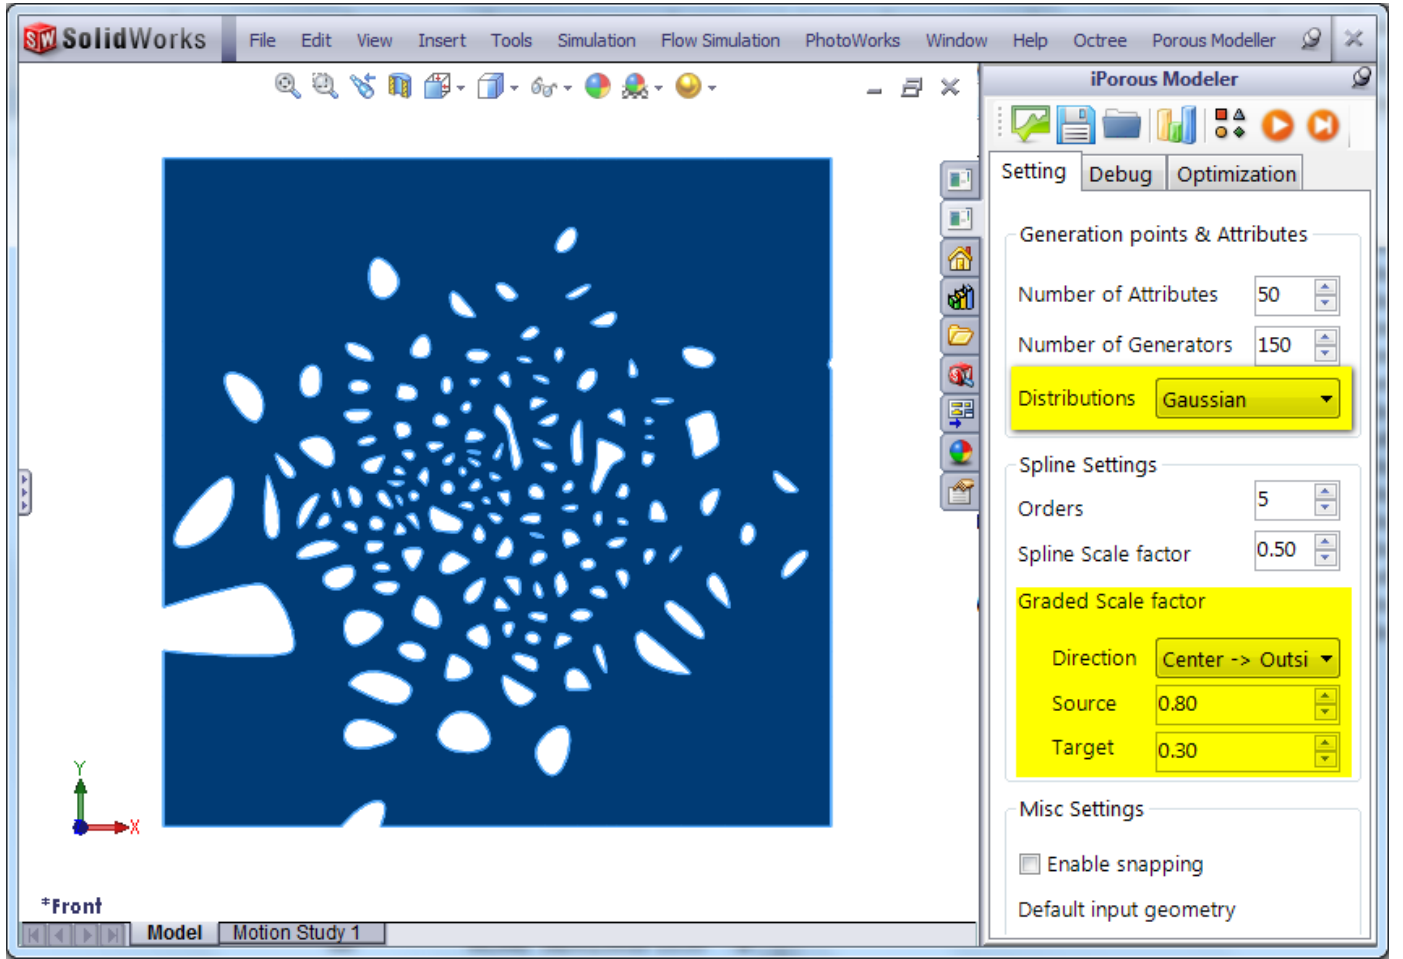 SolidWorks File Edit View Insert Tools Simulation Flow Simulation PhotoWorks Window Help Octree Porous Modeller
iPorous Modeler
Setting Debug Optimization
Generation points & Attributes
Number of Attributes 50
Number of Generators 150
Distributions Gaussian
Spline Settings
Orders 5
Spline Scale factor 0.50
Graded Scale factor
Direction Center -> Outsi
Source 0.80
Target 0.30
Misc Settings
Enable snapping
Default input geometry
Y
X
*Front
Model Motion Study 1